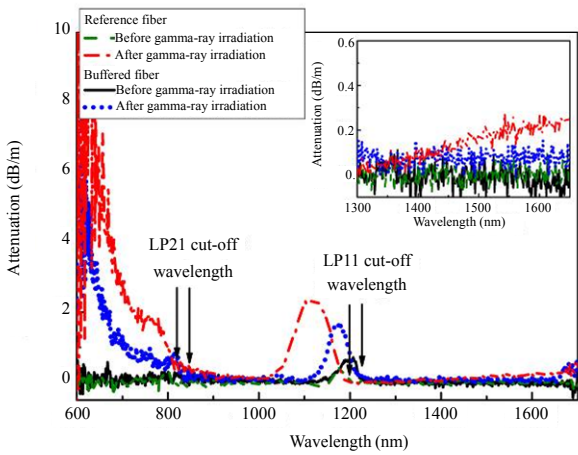 Reference fiber
Before gamma-ray irradiation
After gamma-ray irradiation
Buffered fiber
Before gamma-ray irradiation
After gamma-ray irradiation
10
8
6
4
2
0
Attenuation (dB/m)
600
800
1000
1200
1400
1600
Wavelength (nm)
LP21 cut-off
wavelength
LP11 cut-off
wavelength
0.6
0.4
0.2
0.
Attenuation (dB/m)
1300
1400
1500
1600
Wavelength (nm)